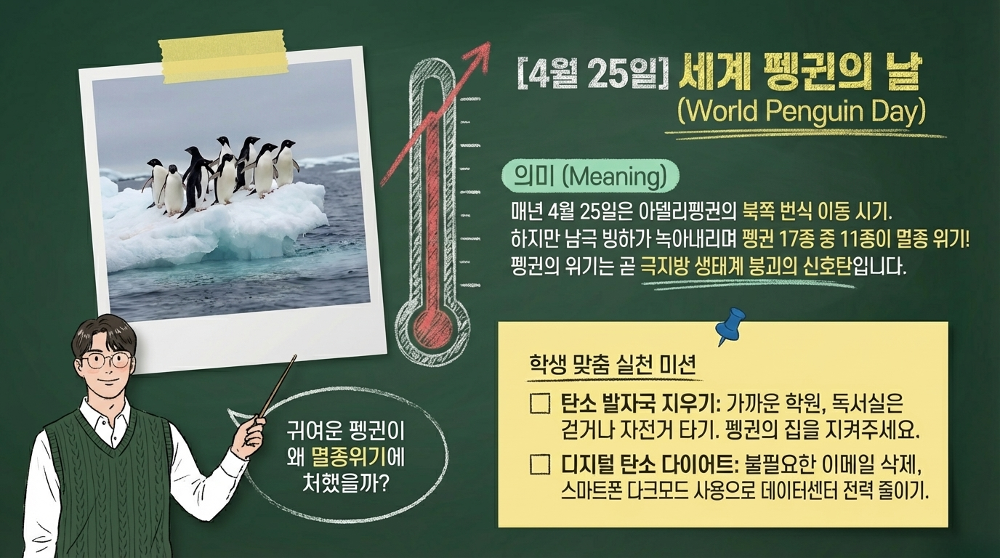 [4월 25일] 세계 펭귄의 날
(World Penguin Day)
의미 (Meaning)
매년 4월 25일은 아델리펭귄의 북쪽 번식 이동 시기.
하지만 남극 빙하가 녹아내리며 펭귄 17종 중 11종이 멸종 위기!
펭귄의 위기는 곧 극지방 생태계 붕괴의 신호탄입니다.
귀여운 펭귄이
왜 멸종위기에
처했을까?
학생 맞춤 실천 미션
탄소 발자국 지우기: 가까운 학원, 독서실은
걷거나 자전거 타기. 펭귄의 집을 지켜주세요.
디지털 탄소 다이어트: 불필요한 이메일 삭제,
스마트폰 다크모드 사용으로 데이터센터 전력 줄이기.